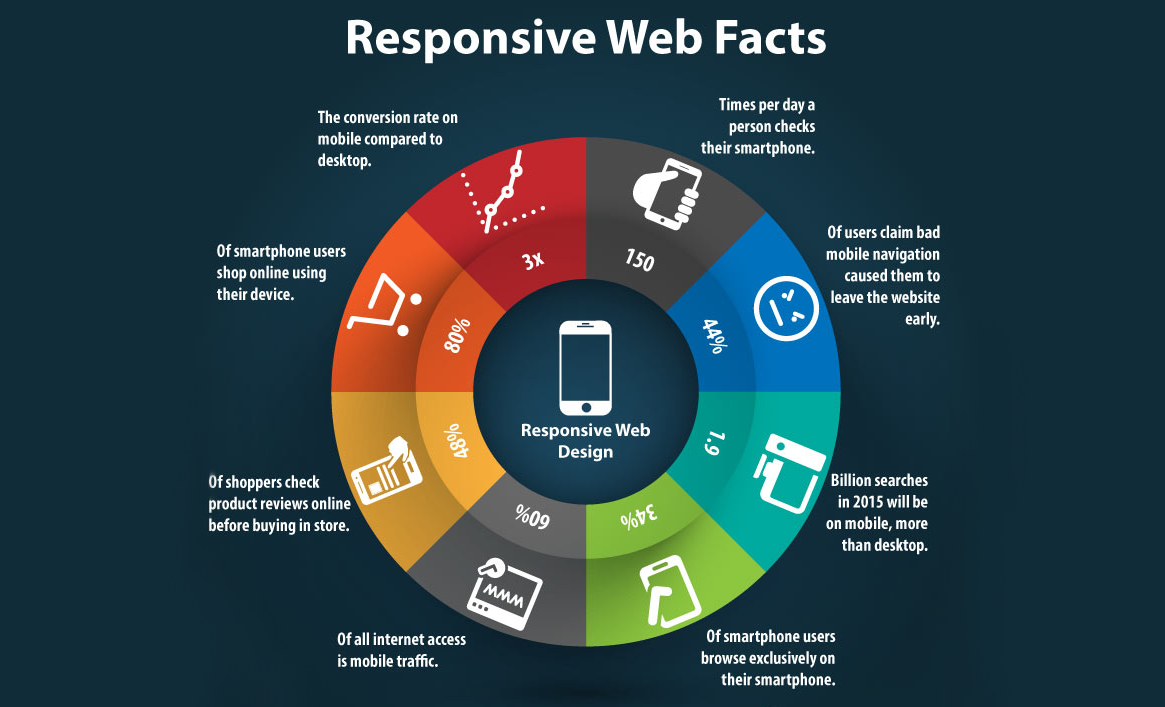 Responsive Web Facts
The conversion rate on
mobile compared to
desktop.
3x
Times per day a
person checks
their smartphone.
150
Of users claim bad
mobile navigation
caused them to
leave the website
early.
44%
Billion searches
in 2015 will be
on mobile, more
than desktop.
1.9
Of smartphone users
browse exclusively on
their smartphone.
34%
Of all internet access
is mobile traffic.
60%
www
Of shoppers check
product reviews online
before buying in store.
48%
Of smartphone users
shop online using
their device.
80%
Responsive Web
Design